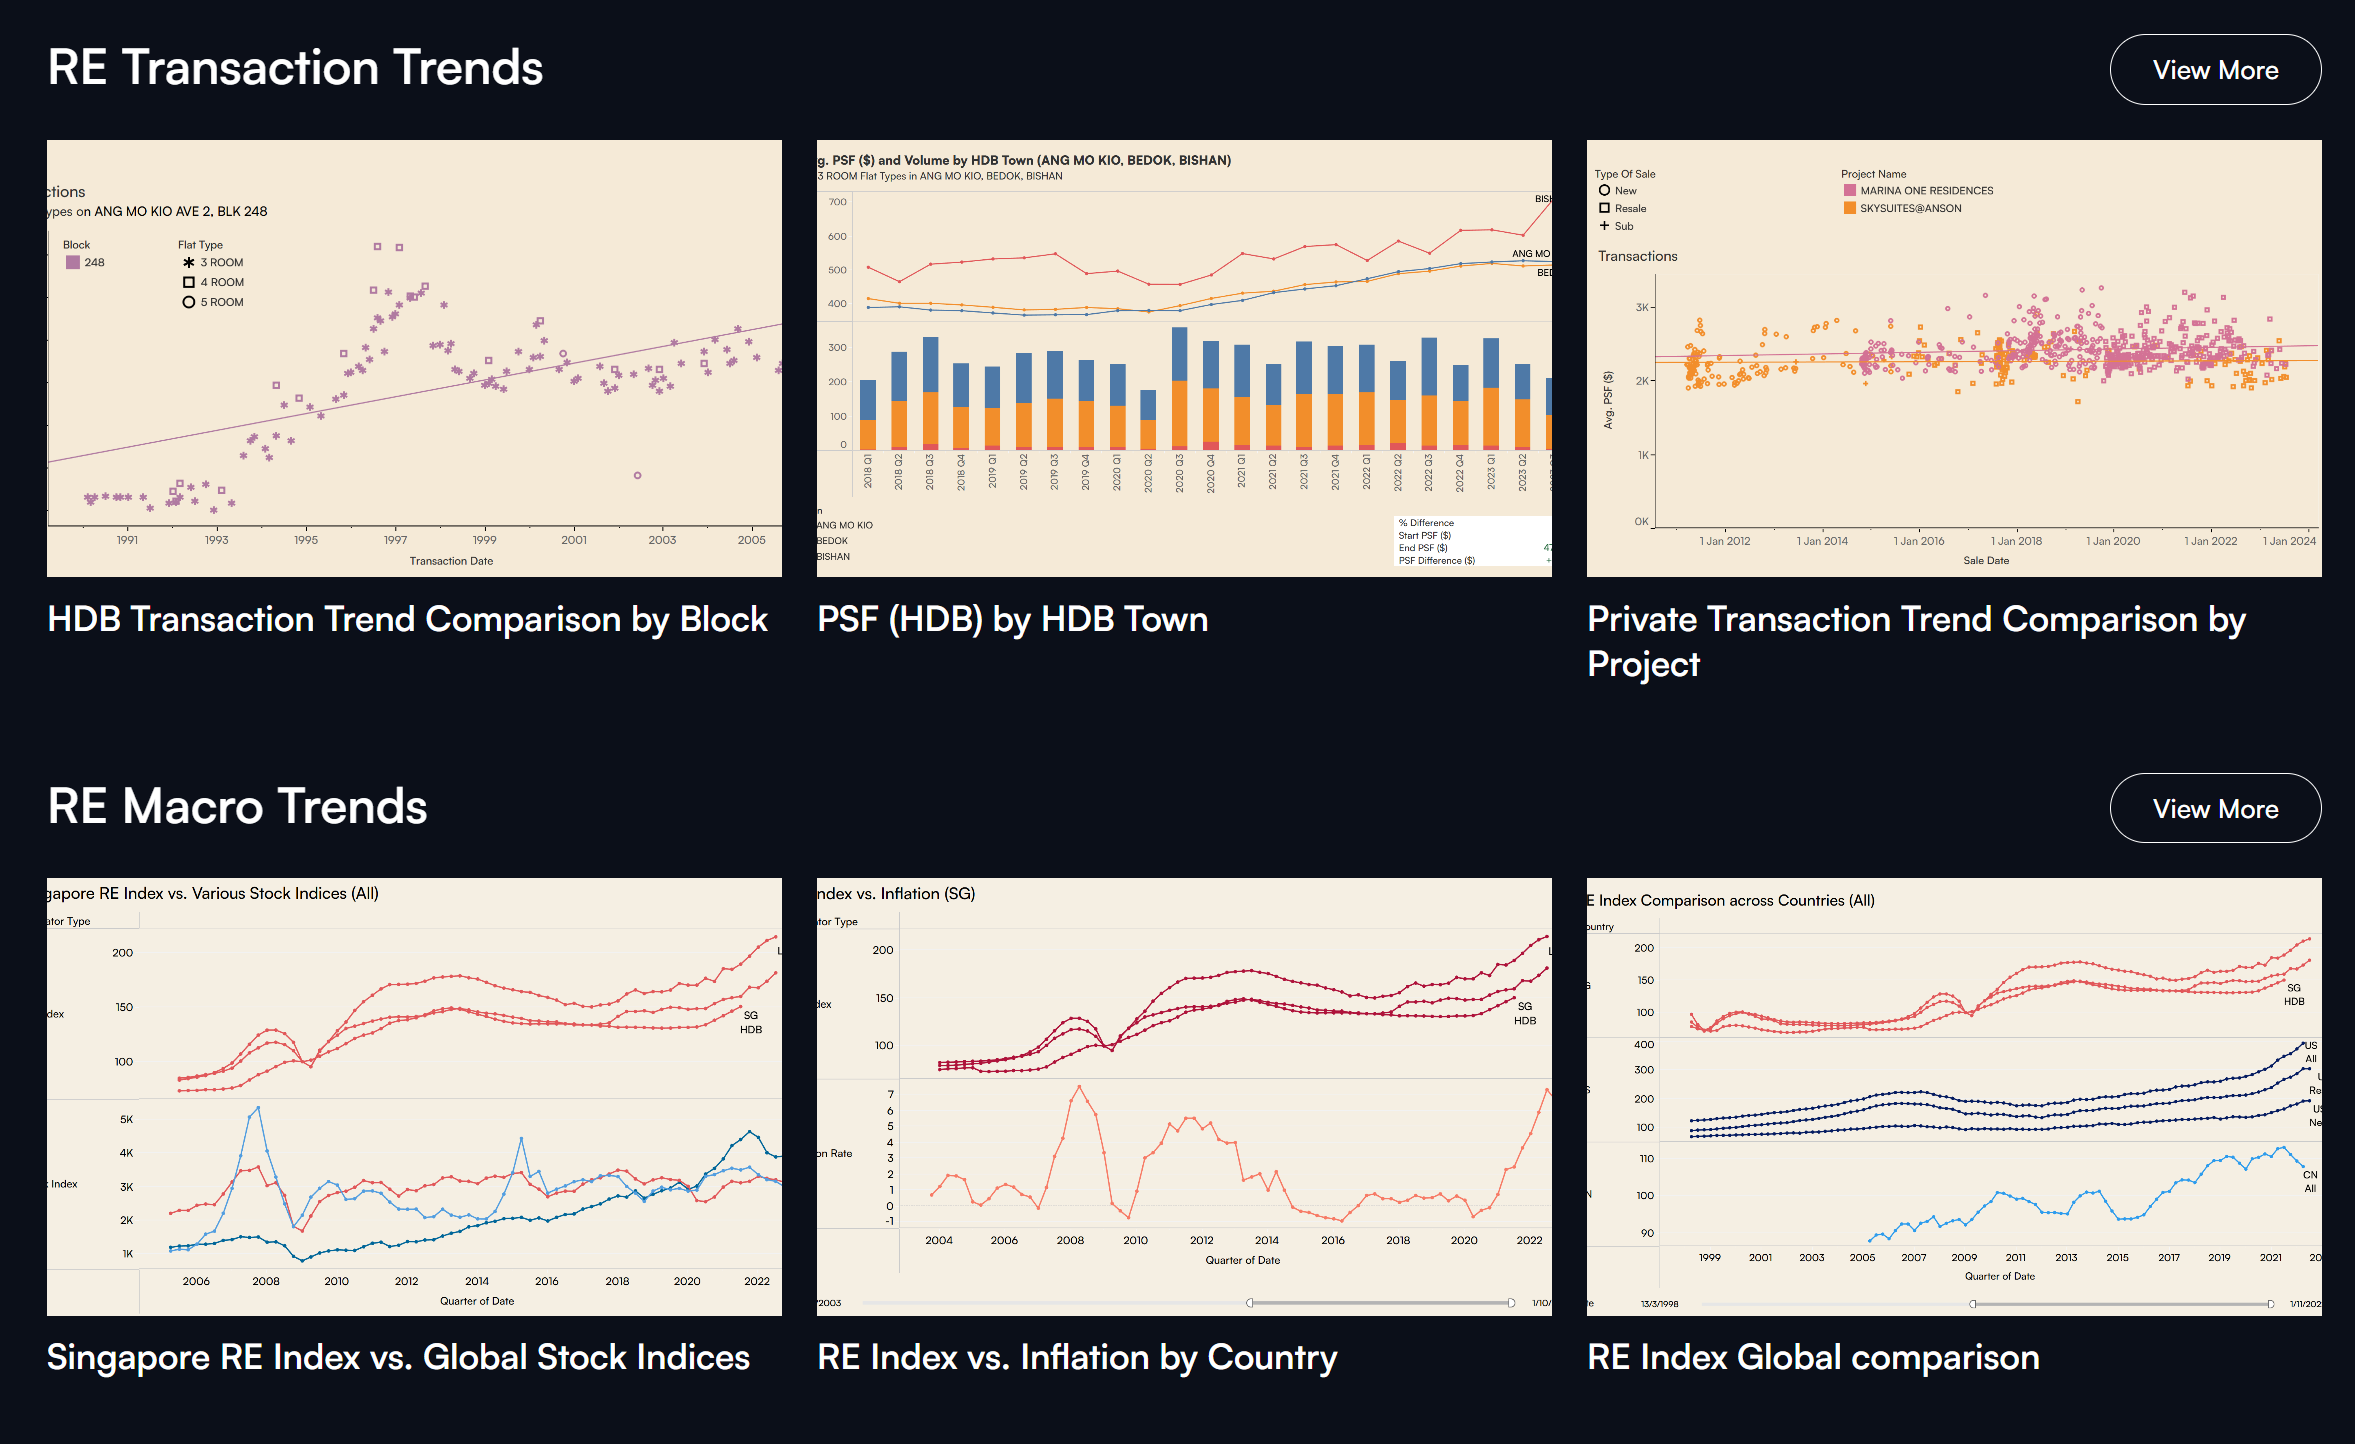 RE Transaction Trends
View More
ctions
ypes on ANG MO KIO AVE 2, BLK 248
Block
248
Flat Type
3 ROOM
4 ROOM
5 ROOM
1991 1993 1995 1997 1999 2001 2003 2005
Transaction Date
g. PSF ($) and Volume by HDB Town (ANG MO KIO, BEDOK, BISHAN)
3 ROOM Flat Types in ANG MO KIO, BEDOK, BISHAN
700
600
500
400
BISH
ANG MO
BED
300
200
100
0
2018 Q1 2018 Q2 2018 Q3 2018 Q4 2019 Q1 2019 Q2 2019 Q3 2019 Q4 2020 Q1 2020 Q2 2020 Q3 2020 Q4 2021 Q1 2021 Q2 2021 Q3 2021 Q4 2022 Q1 2022 Q2 2022 Q3 2022 Q4 2023 Q1 2023 Q2
n
ANG MO KIO
BEDOK
BISHAN
% Difference
Start PSF ($)
End PSF ($) 47
PSF Difference ($) +
Type Of Sale
New
Resale
Sub
Project Name
MARINA ONE RESIDENCES
SKYSUITES@ANSON
Transactions
Avg. PSF ($)
3K
2K
1K
0K
1 Jan 2012 1 Jan 2014 1 Jan 2016 1 Jan 2018 1 Jan 2020 1 Jan 2022 1 Jan 2024
Sale Date
HDB Transaction Trend Comparison by Block
PSF (HDB) by HDB Town
Private Transaction Trend Comparison by
Project
RE Macro Trends
View More
gapore RE Index vs. Various Stock Indices (All)
ator Type
dex
200
150
100
SG
HDB
Index
5K
4K
3K
2K
1K
2006 2008 2010 2012 2014 2016 2018 2020 2022
Quarter of Date
ndex vs. Inflation (SG)
ator Type
dex
200
150
100
SG
HDB
on Rate
7
6
5
4
3
2
1
0
-1
2004 2006 2008 2010 2012 2014 2016 2018 2020 2022
Quarter of Date
/2003
1/10/
E Index Comparison across Countries (All)
ountry
200
150
100
SG
HDB
400
300
200
100
US
All
Re
US
Ne
N
110
100
90
CN
All
1999 2001 2003 2005 2007 2009 2011 2013 2015 2017 2019 2021 20
Quarter of Date
te
13/3/1998
1/11/202
Singapore RE Index vs. Global Stock Indices
RE Index vs. Inflation by Country
RE Index Global comparison